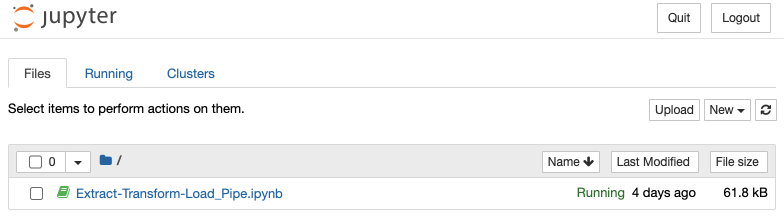 jupyter
Quit Logout
Files Running Clusters
Select items to perform actions on them.
Upload New
0 / Name Last Modified File size
Extract-Transform-Load_Pipe.ipynb Running 4 days ago 61.8 kB